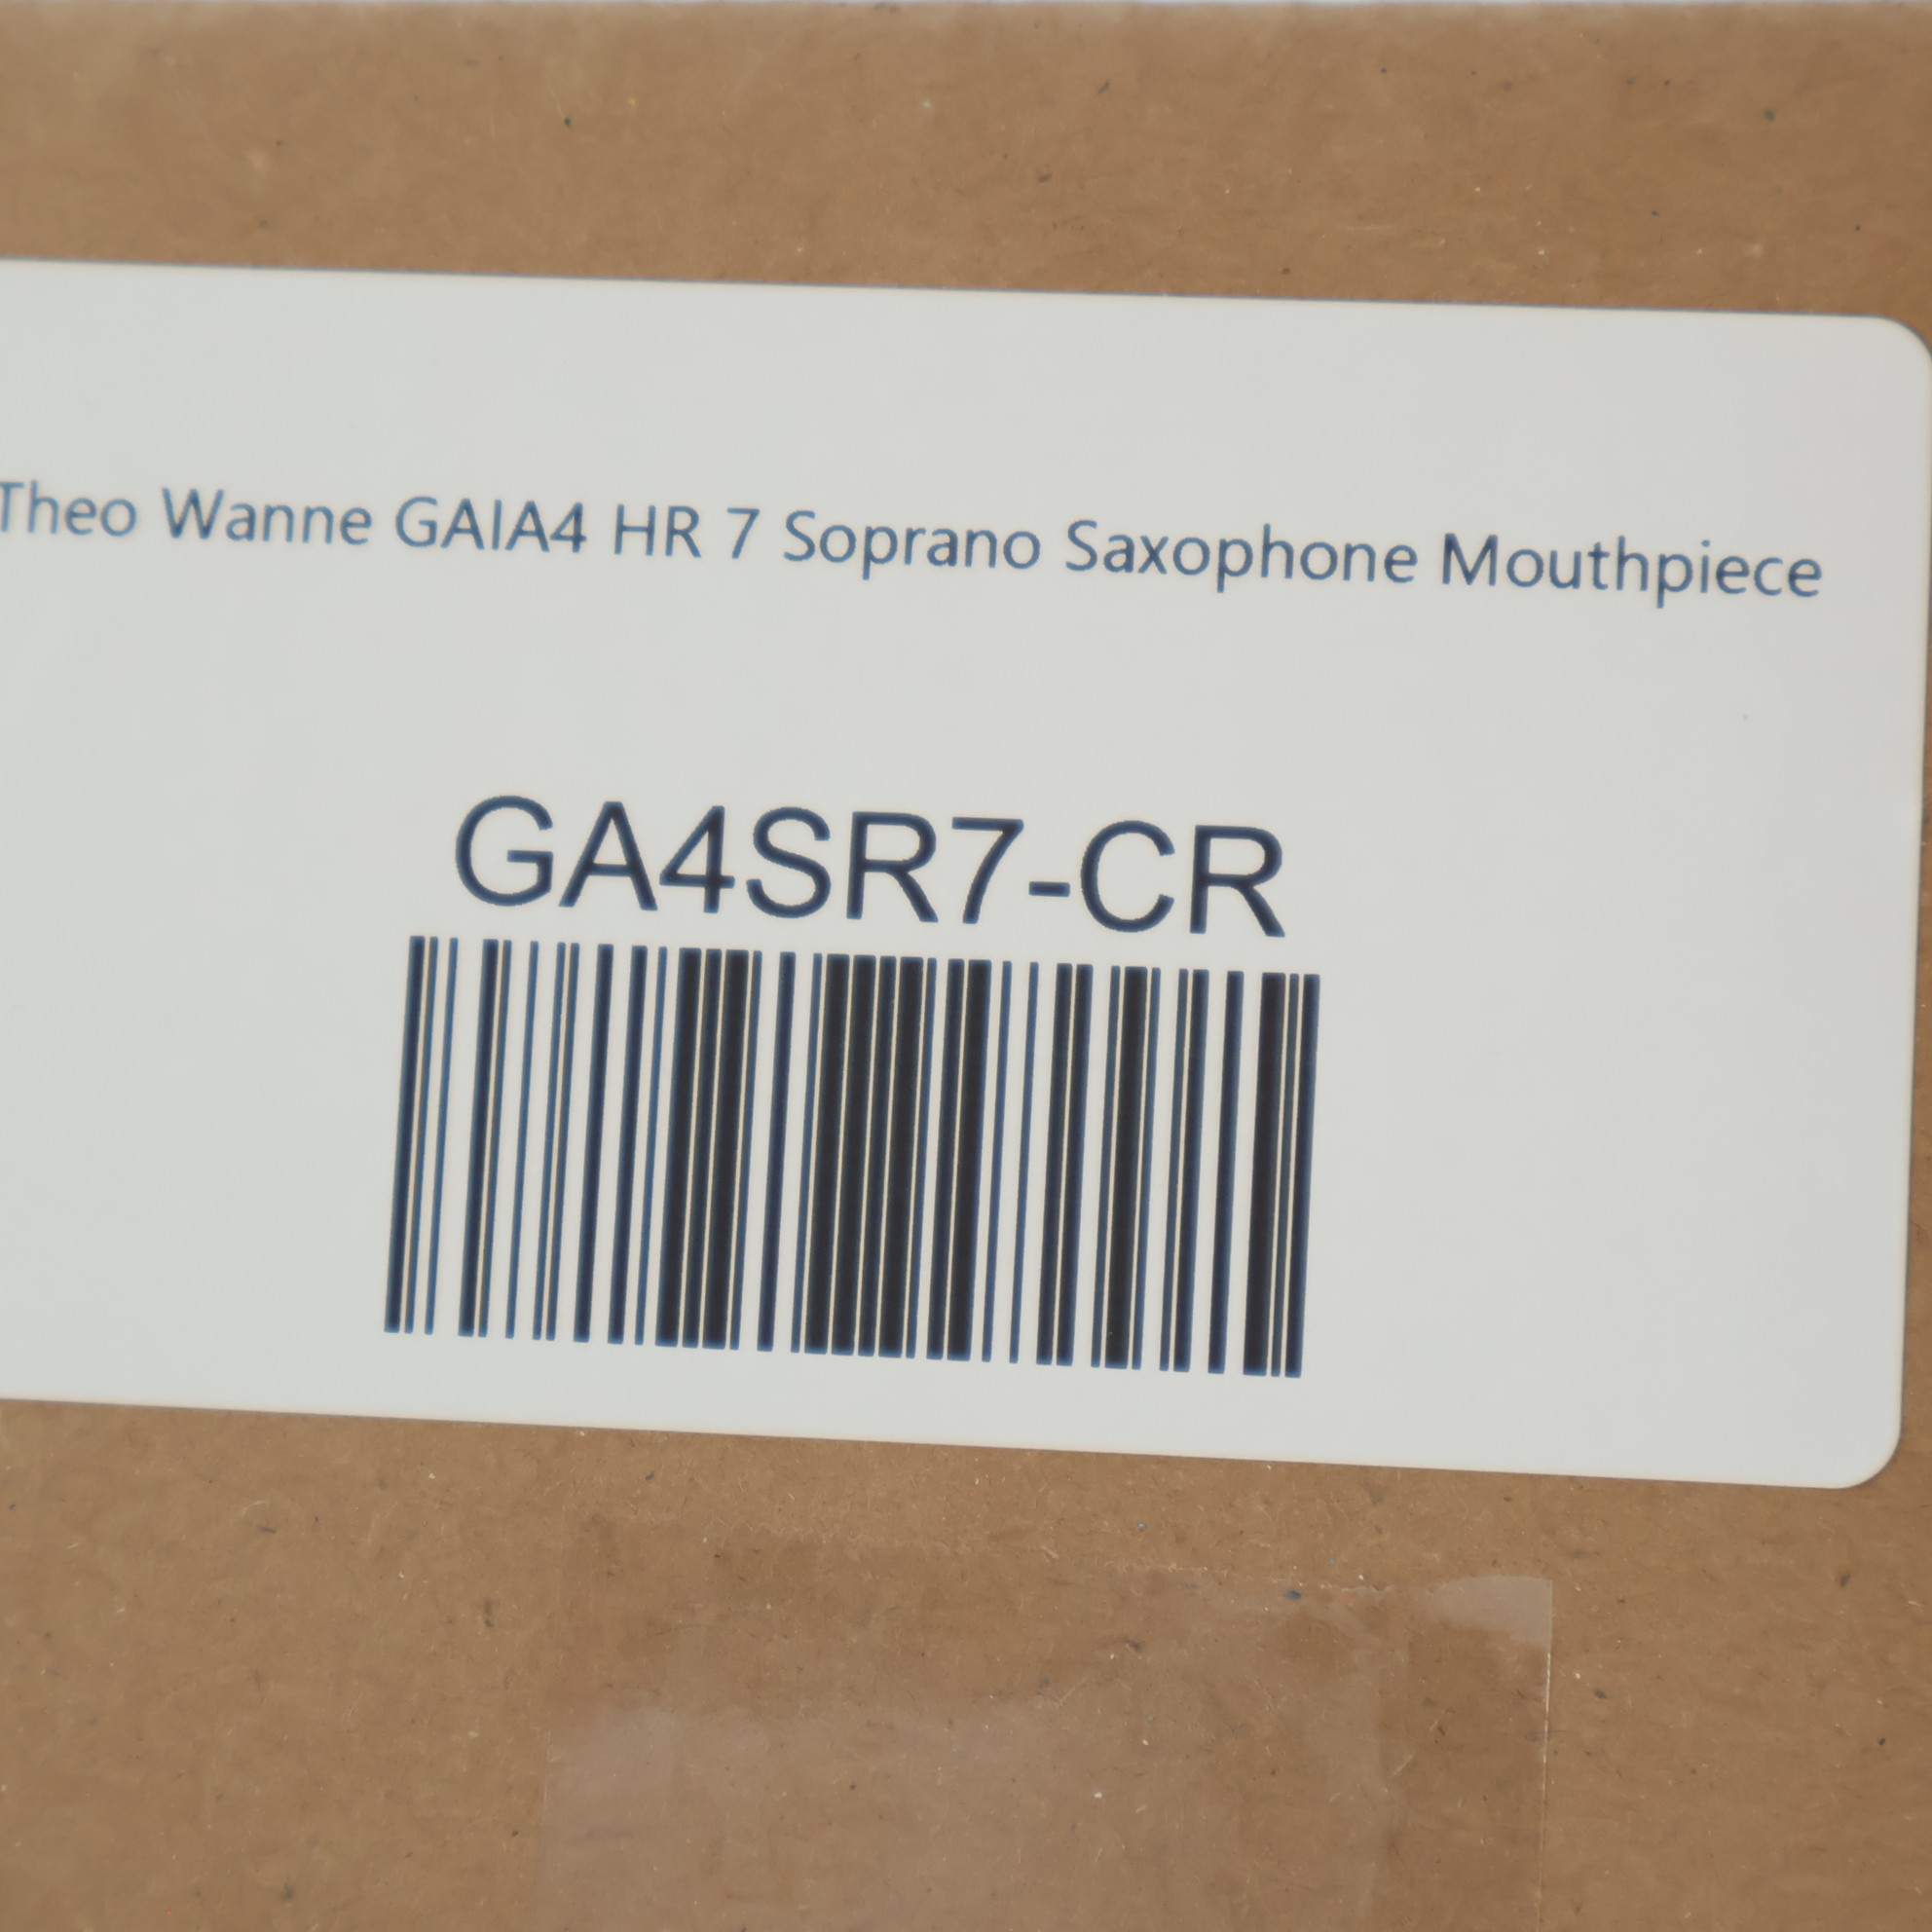 Theo Wanne GAIA4 HR 7 Soprano Saxophone Mouthpiece
GA4SR7-CR